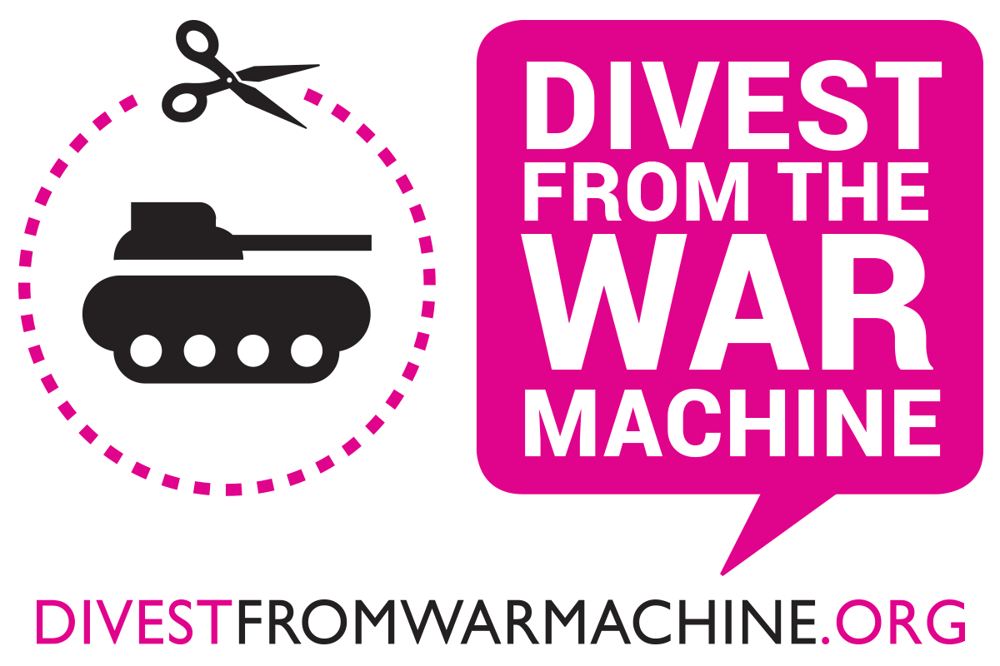 DIVEST
FROM THE
WAR
MACHINE
DIVESTFROMWARMACHINE.ORG